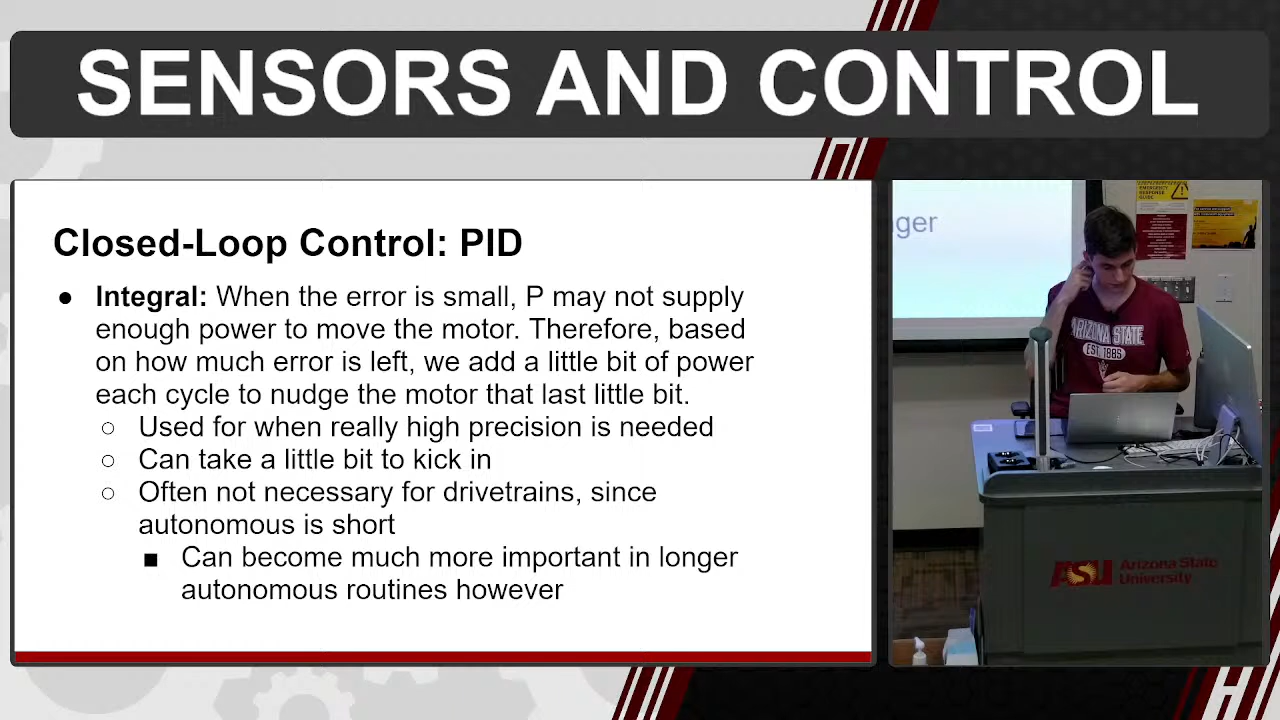 SENSORS AND CONTROL
Closed-Loop Control: PID
● Integral: When the error is small, P may not supply
enough power to move the motor. Therefore, based
on how much error is left, we add a little bit of power
each cycle to nudge the motor that last little bit.
○ Used for when really high precision is needed
○ Can take a little bit to kick in
○ Often not necessary for drivetrains, since
autonomous is short
■ Can become much more important in longer
autonomous routines however
ger
EMERGENCY
RESPONSE
GUIDE
ARIZONA STATE
EST. 1885
ASU Arizona State
University